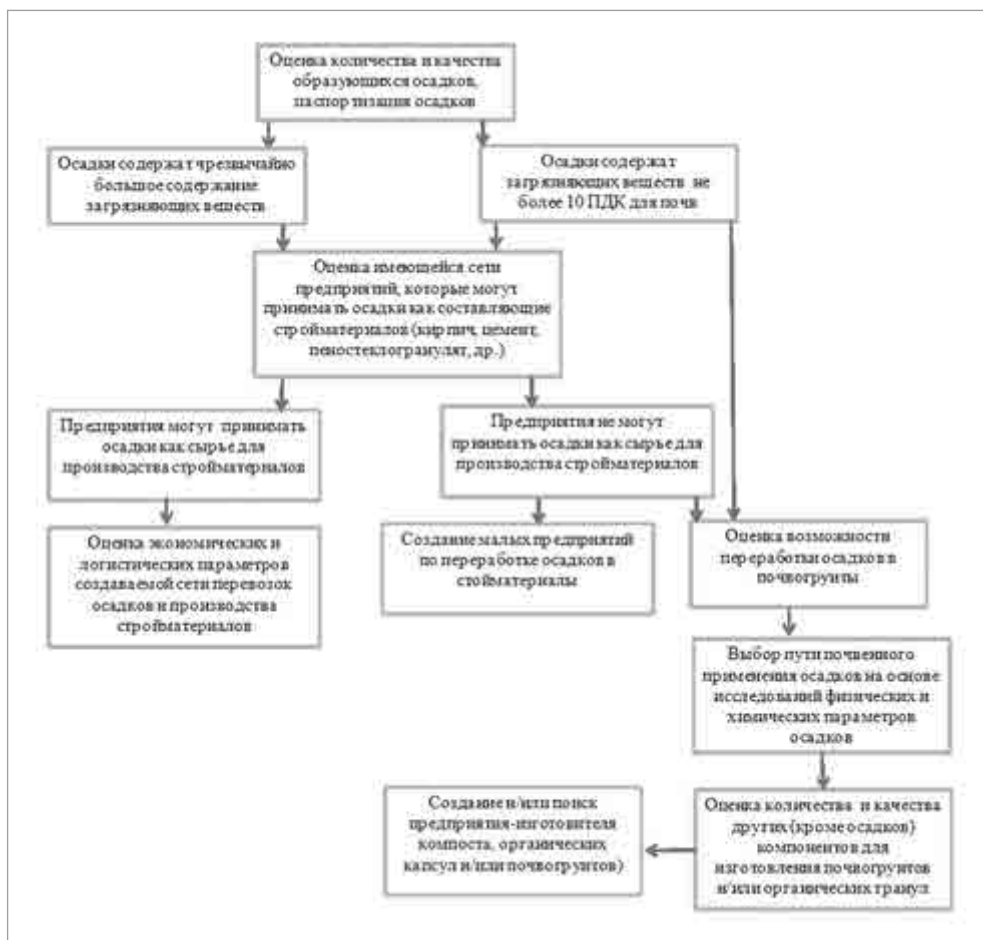 Оценка количества и качества
образующихся осадков,
паспортизация осадков
Осадки содержат чрезвычайно
большое содержание
загрязняющих веществ
Осадки содержат
загрязняющих веществ не
более 10 ПДК для почв
Оценка имеющейся сети
предприятий, которые могут
принимать осадки как составляющие
стройматериалов (кирпич, цемент,
пеностеклогранулят, др.)
Предприятия могут принимать
осадки как сырье для
производства стройматериалов
Предприятия не могут
принимать осадки как сырье для
производства стройматериалов
Оценка экономических и
логистических параметров
создаваемой сети перевозок
осадков и производства
стройматериалов
Создание малых предприятий
по переработке осадков в
стойматериалы
Оценка возможности
переработки осадков в
почвогрунты
Выбор пути почвенного
применения осадков на основе
исследований физических и
химических параметров
осадков
Создание и/или поиск
предприятия-изготовителя
компоста, органических
капсул и/или почвогрунтов)
Оценка количества и качества
других (кроме осадков)
компонентов для
изготовления почвогрунтов
и/или органических гранул